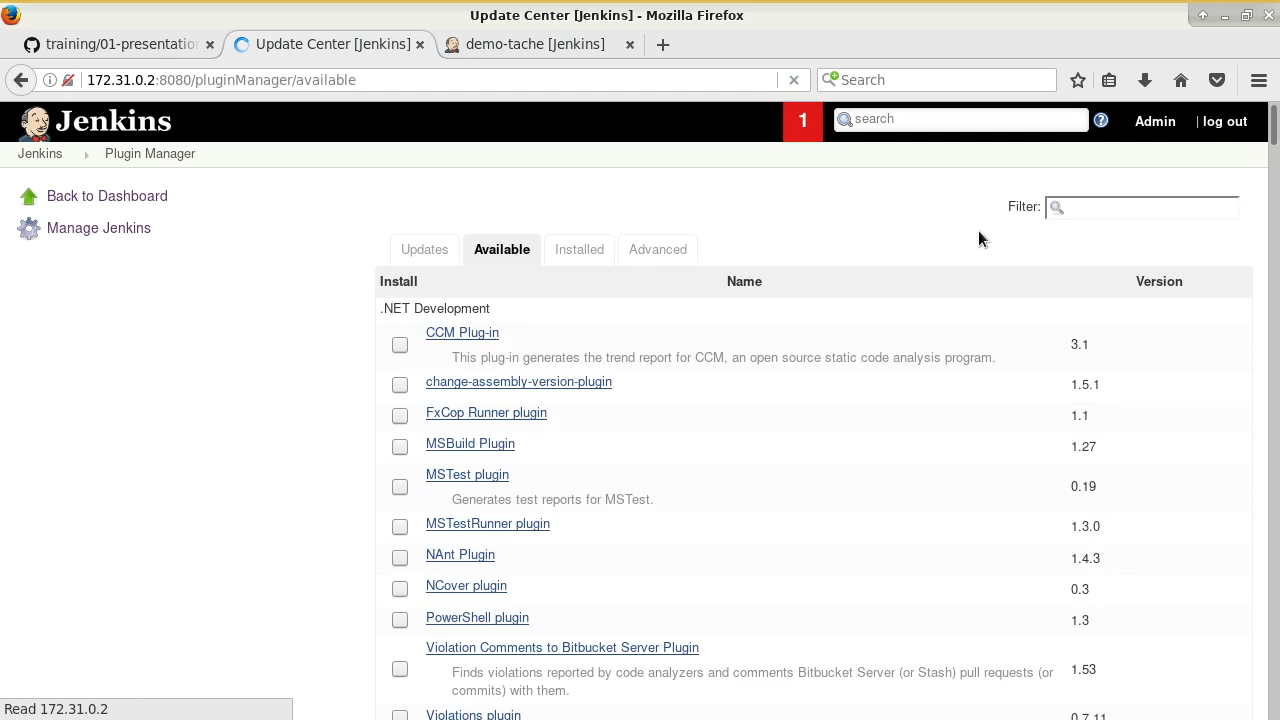 Update Center [Jenkins] - Mozilla Firefox
training/01-presentatio
Update Center [Jenkins]
demo-tache [Jenkins]
172.31.0.2:8080/pluginManager/available
Search
Jenkins
1
search
Admin
| log out
Jenkins
Plugin Manager
Back to Dashboard
Manage Jenkins
Filter:
Updates
Available
Installed
Advanced
Install
Name
Version
.NET Development
CCM Plug-in
This plug-in generates the trend report for CCM, an open source static code analysis program.
3.1
change-assembly-version-plugin
1.5.1
FxCop Runner plugin
1.1
MSBuild Plugin
1.27
MSTest plugin
Generates test reports for MSTest.
0.19
MSTestRunner plugin
1.3.0
NAnt Plugin
1.4.3
NCover plugin
0.3
PowerShell plugin
1.3
Violation Comments to Bitbucket Server Plugin
Finds violations reported by code analyzers and comments Bitbucket Server (or Stash) pull requests (or
commits) with them.
1.53
Violations plugin
0.7.11
Read 172.31.0.2